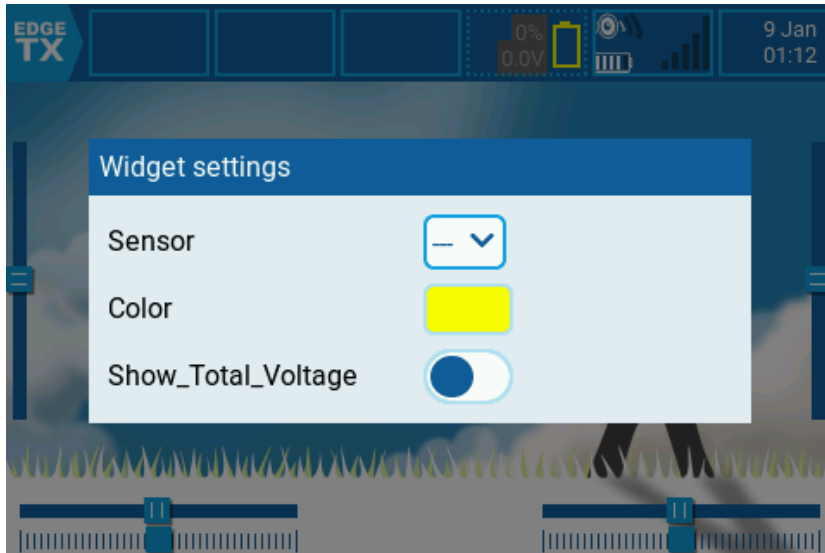 EDGE
TX
0%
0.0V
9 Jan
01:12
Widget settings
Sensor
---
Color
Show_Total_Voltage